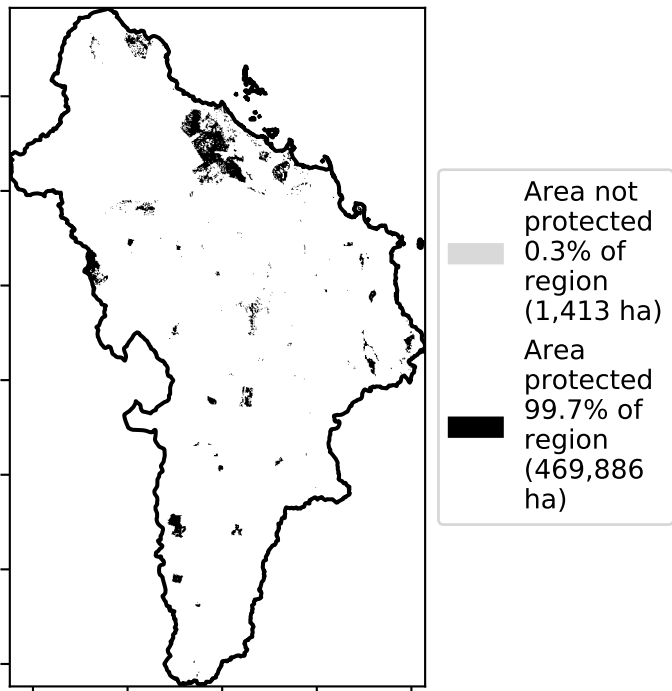 Area not
protected
0.3% of
region
(1,413 ha)
Area
protected
99.7% of
region
(469,886
ha)